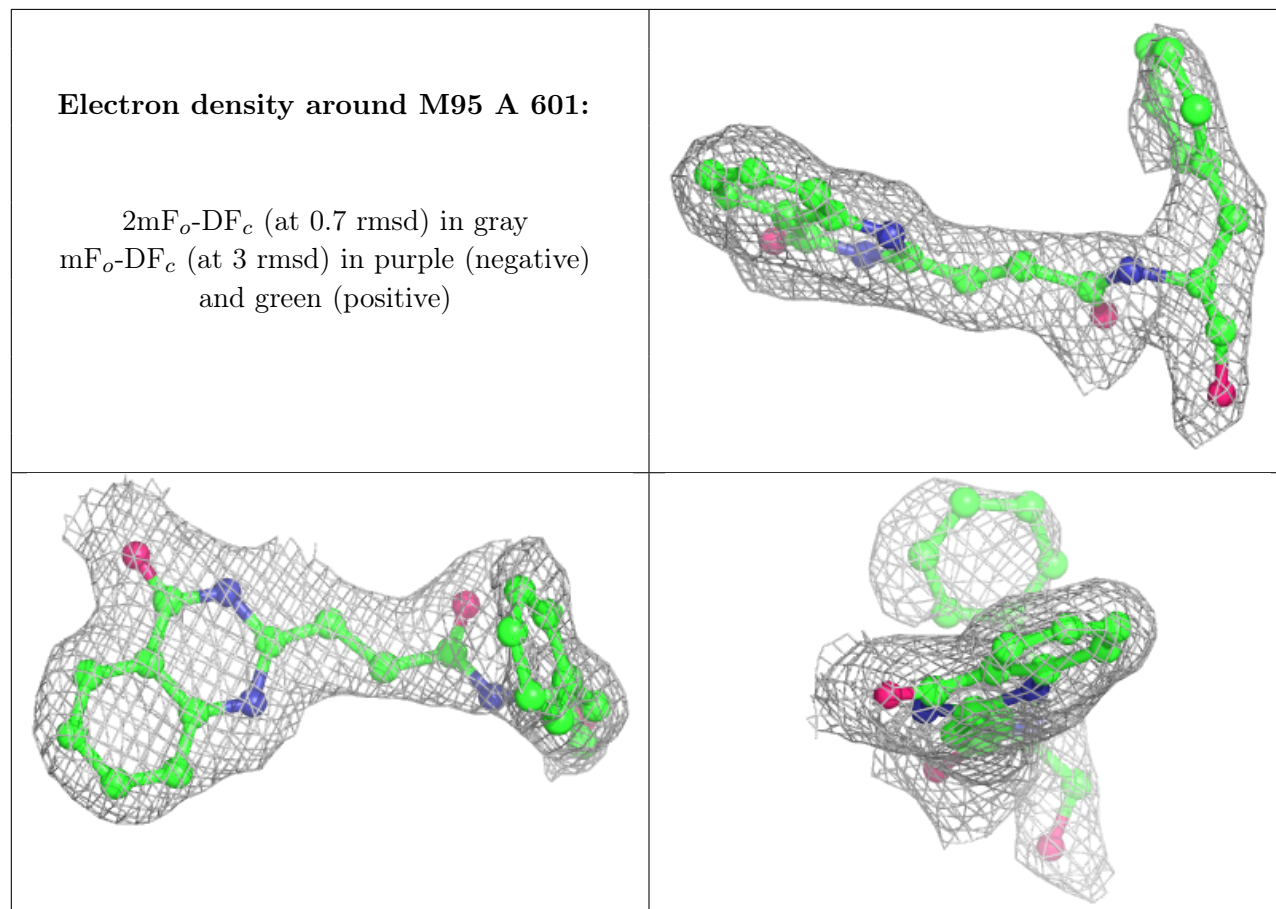 Electron density around M95 A 601:
2mFo-DFc (at 0.7 rmsd) in gray
mFo-DFc (at 3 rmsd) in purple (negative)
and green (positive)